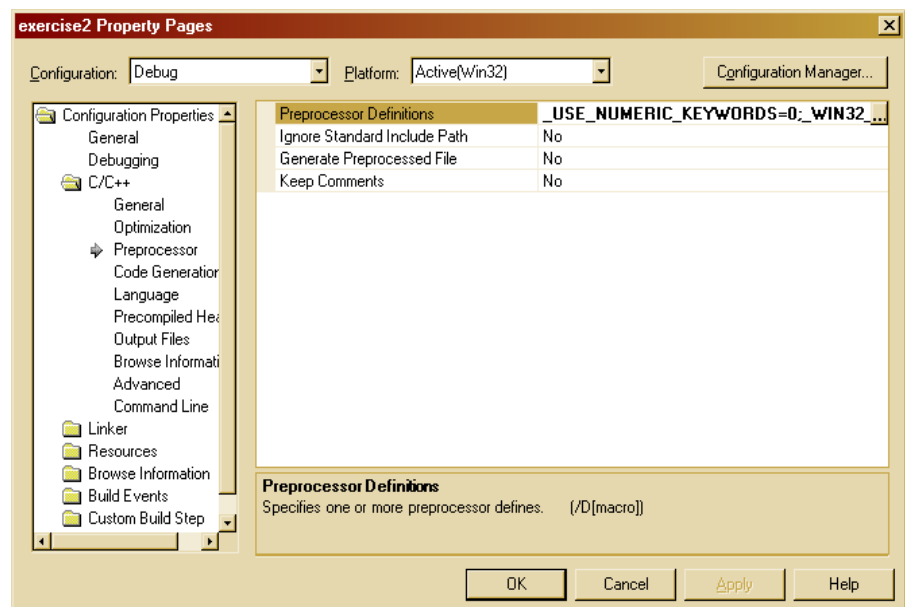 exercise2 Property Pages
Configuration: Debug Platform: Active(Win32) Configuration Manager...
Configuration Properties
General
Debugging
C/C++
General
Optimization
Preprocessor
Code Generation
Language
Precompiled Hea
Output Files
Browse Informati
Advanced
Command Line
Linker
Resources
Browse Information
Build Events
Custom Build Step
Preprocessor Definitions _USE_NUMERIC_KEYWORDS=0;_WIN32_...
Ignore Standard Include Path No
Generate Preprocessed File No
Keep Comments No
Preprocessor Definitions
Specifies one or more preprocessor defines. (/D[macro])
OK Cancel Apply Help